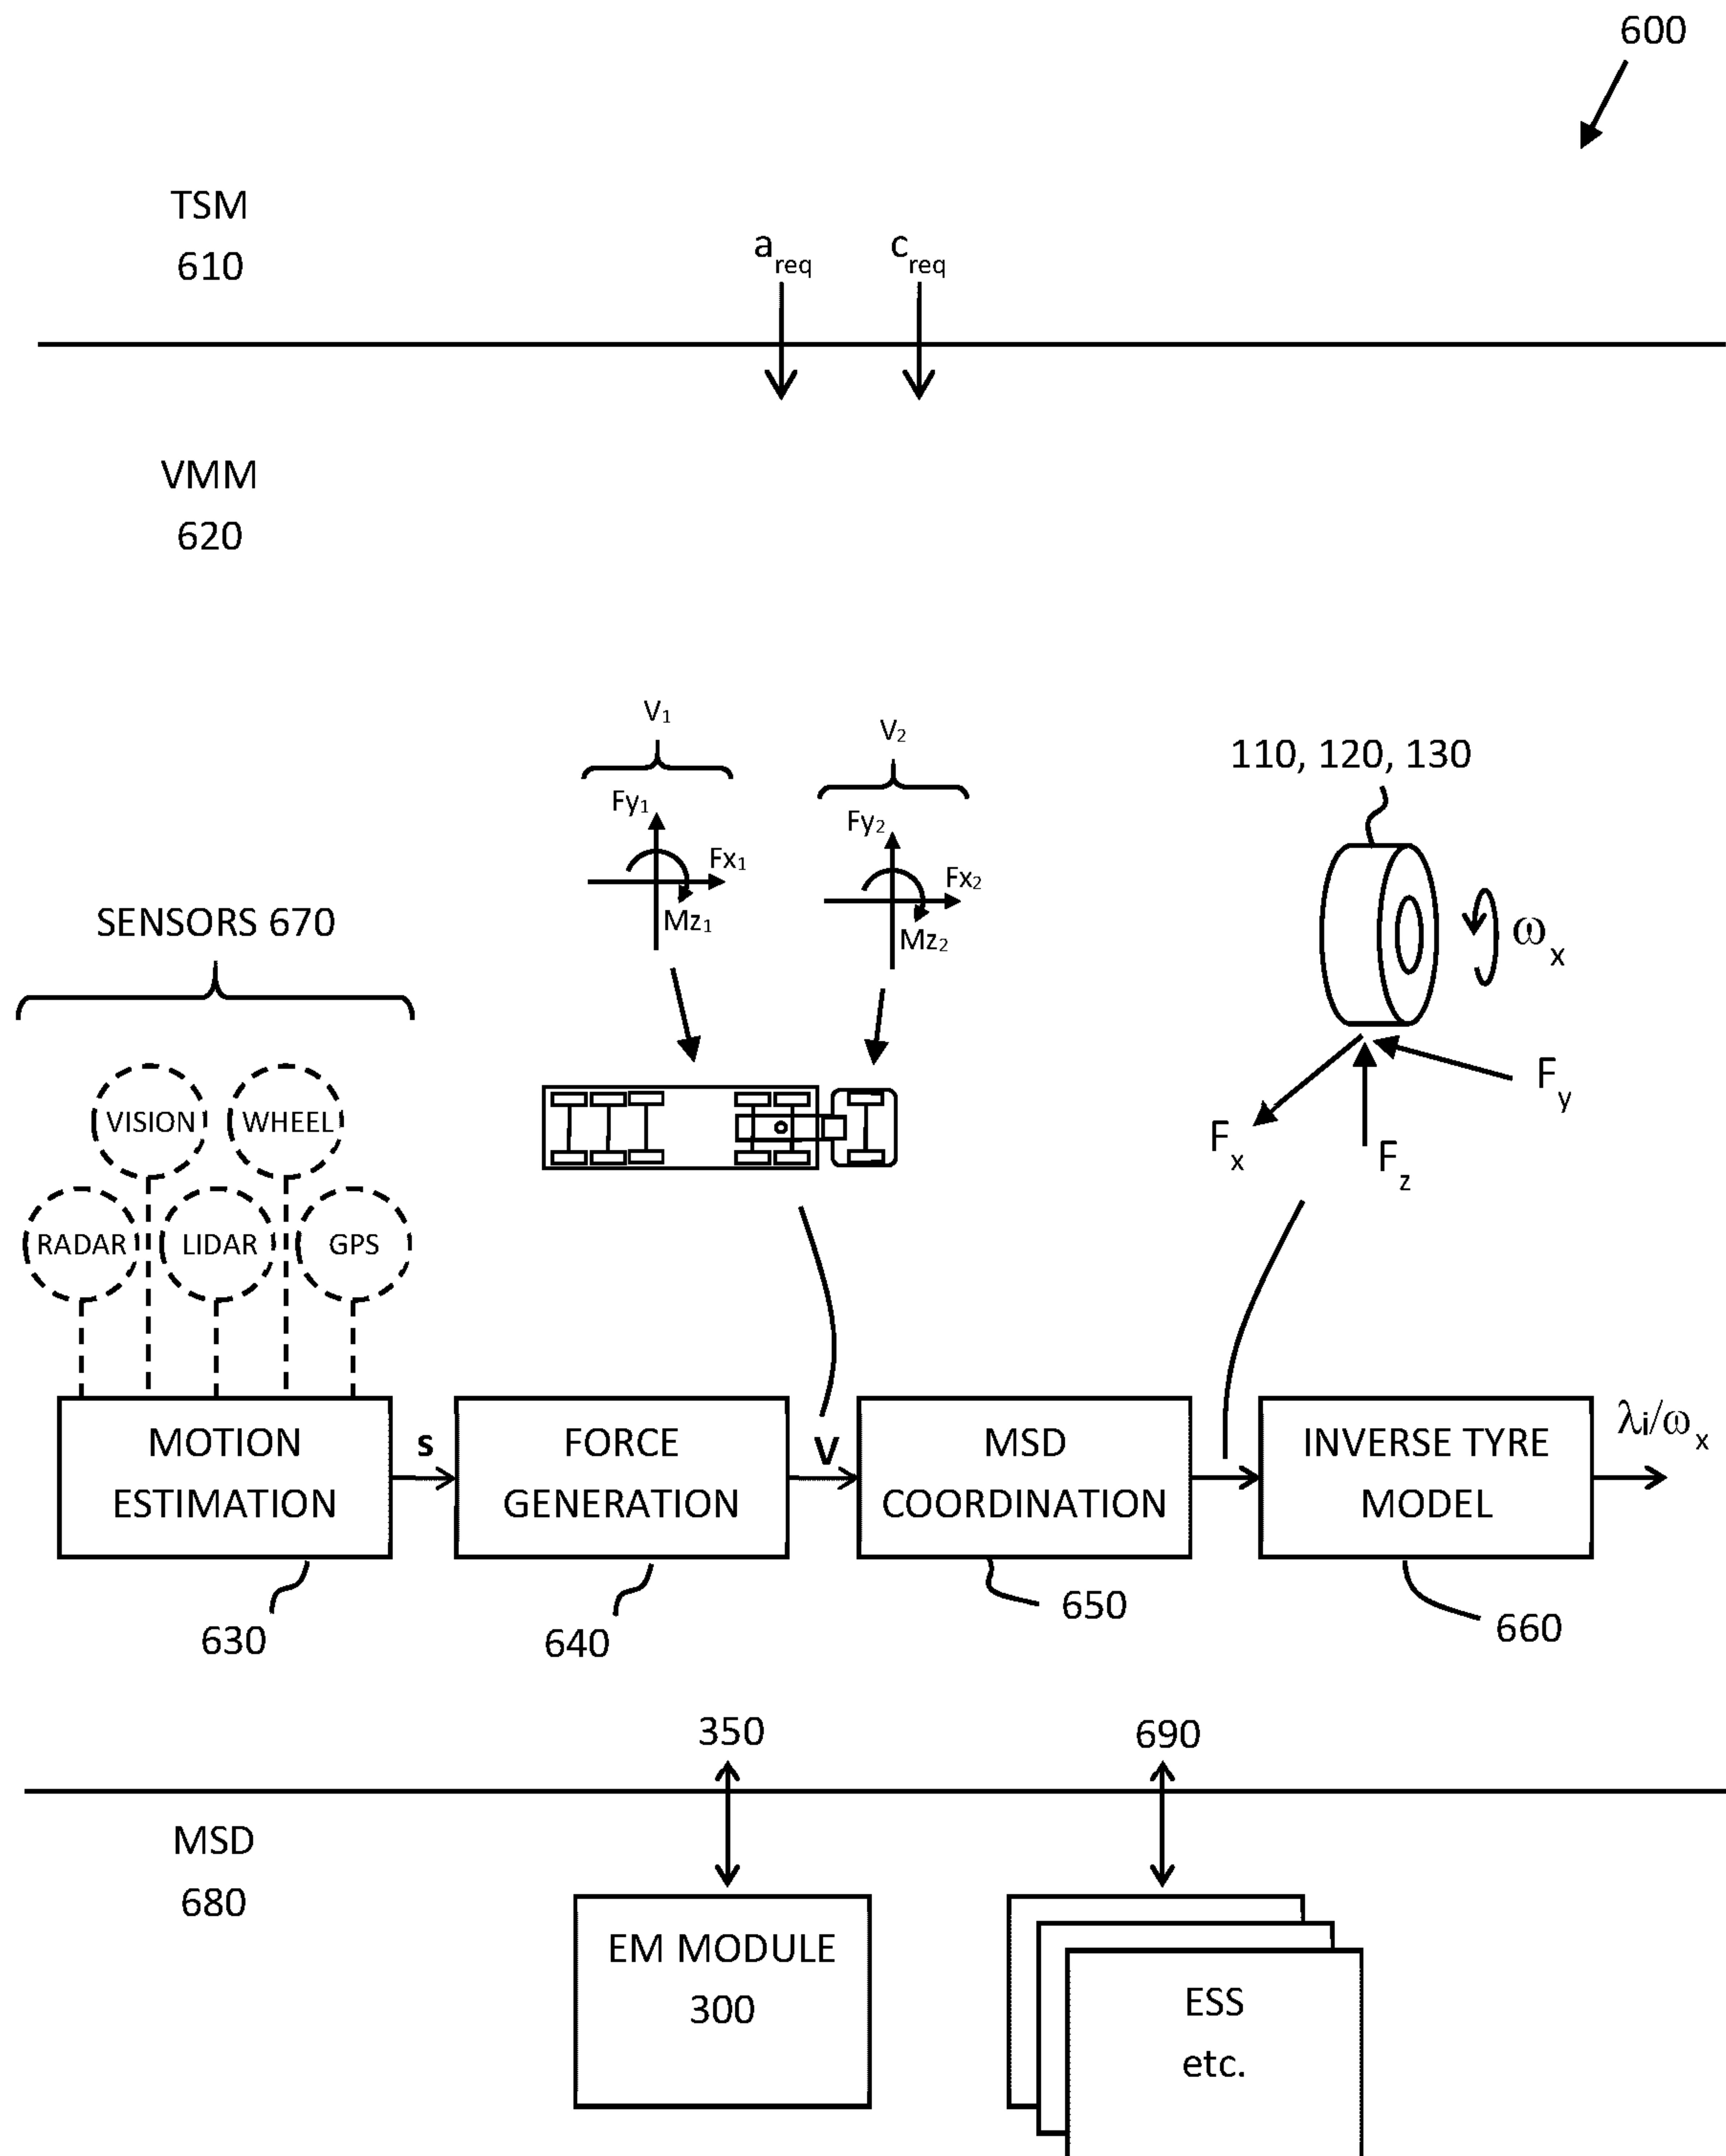 600
TSM
610
a req
c req
VMM
620
V1
V2
Fy1
Fx1
Mz1
Fy2
Fx2
Mz2
110, 120, 130
ωx
Fx
Fy
Fz
SENSORS 670
VISION
WHEEL
RADAR
LIDAR
GPS
MOTION
ESTIMATION
s
FORCE
GENERATION
V
MSD
COORDINATION
INVERSE TYRE
MODEL
λi/ωx
630
640
650
660
350
690
MSD
680
EM MODULE
300
ESS
etc.